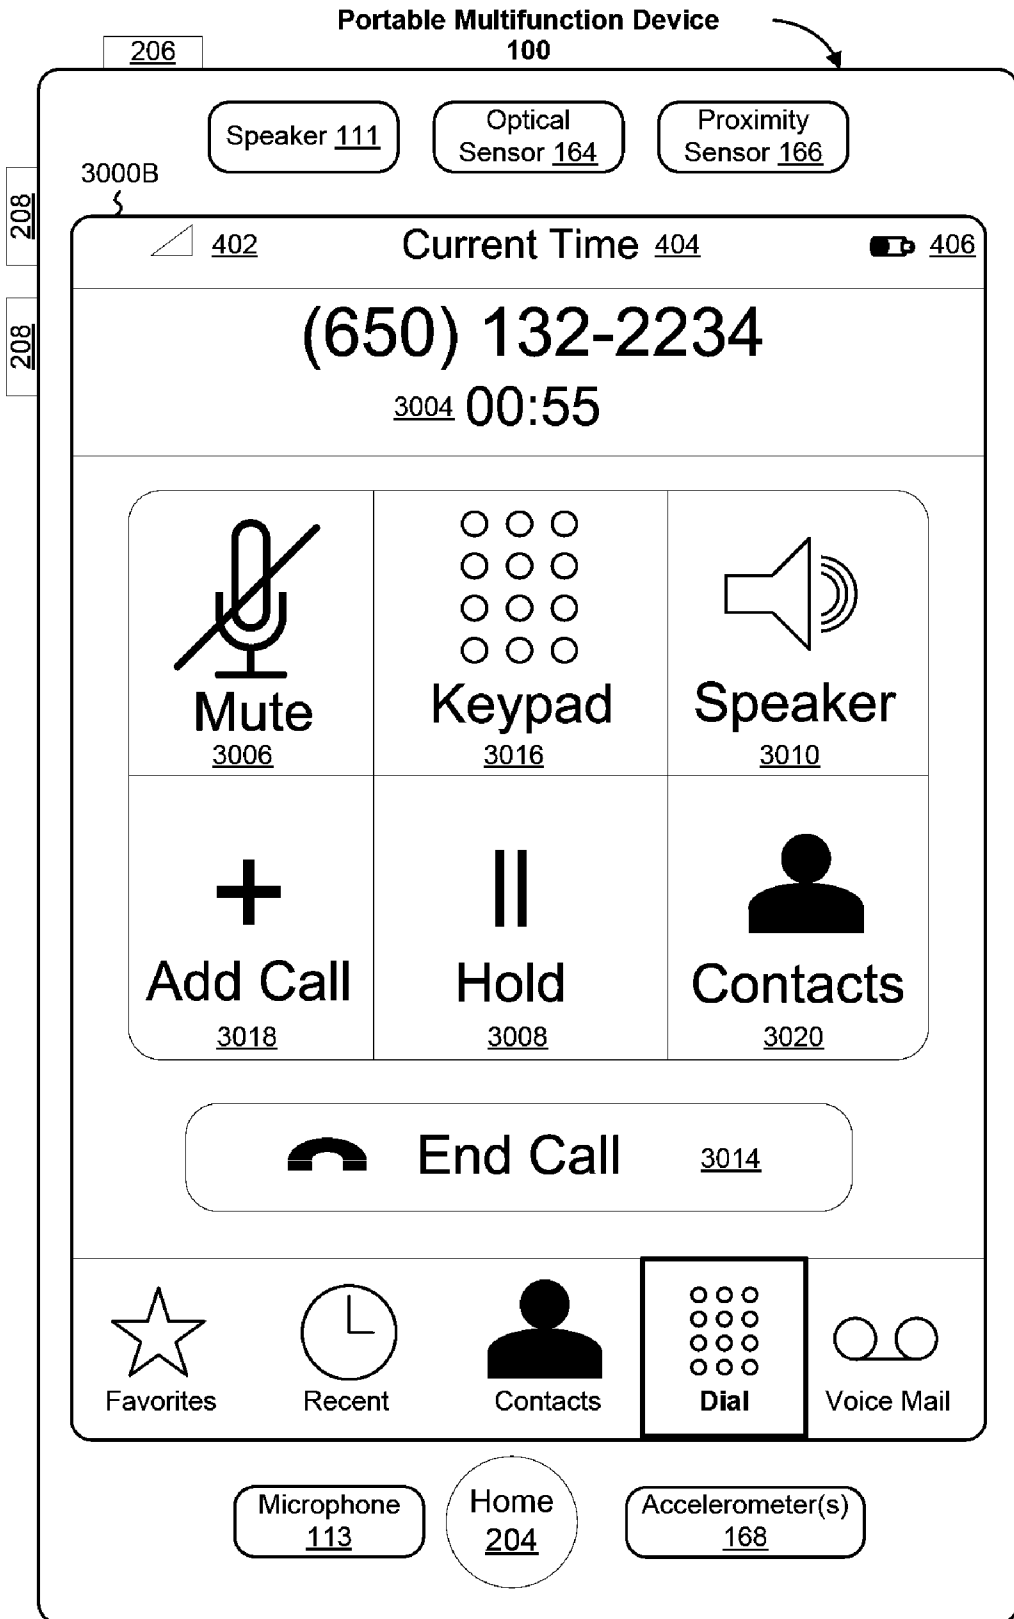 Portable Multifunction Device
100
206
Speaker 111
Optical
Sensor 164
Proximity
Sensor 166
3000B
208
208
402
Current Time 404
406
(650) 132-2234
3004 00:55
Mute
3006
Keypad
3016
Speaker
3010
Add Call
3018
Hold
3008
Contacts
3020
End Call 3014
Favorites
Recent
Contacts
Dial
Voice Mail
Microphone
113
Home
204
Accelerometer(s)
168